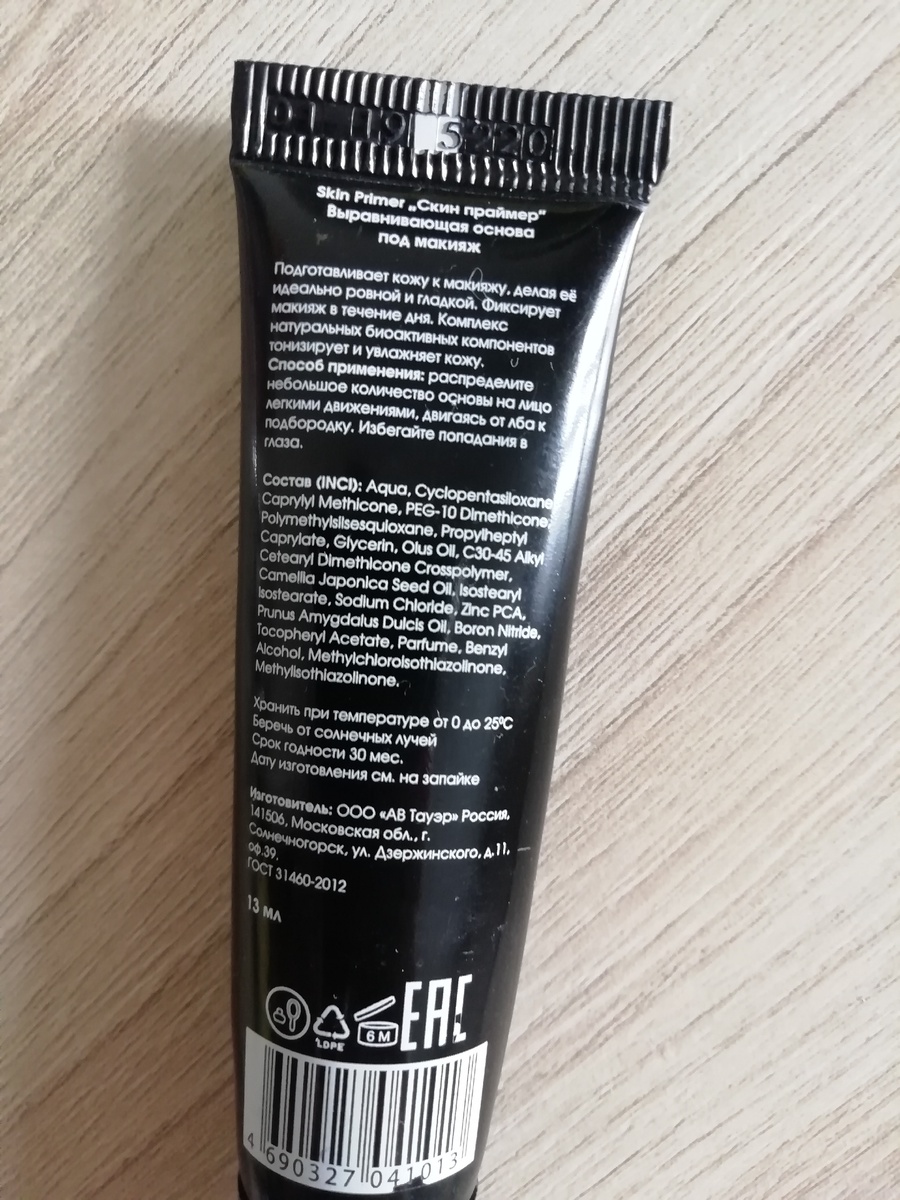 01 19 5220
Skin Primer „Скин праймер“
Выравнивающая основа
под макияж
Подготавливает кожу к макияжу, делая её
идеально ровной и гладкой. Фиксирует
макияж в течение дня. Комплекс
натуральных биоактивных компонентов
тонизирует и увлажняет кожу.
Способ применения: распределите
небольшое количество основы на лицо
легкими движениями, двигаясь от лба к
подбородку. Избегайте попадания в
глаза.
Состав (INCI): Aqua, Cyclopentasiloxane,
Caprylyl Methicone, PEG-10 Dimethicone,
Polymethylsilsesquioxane, Propylheptyl
Caprylate, Glycerin, Olus Oil, C30-45 Alkyl
Cetearyl Dimethicone Crosspolymer,
Camellia Japonica Seed Oil, Isostearyl
Isostearate, Sodium Chloride, Zinc PCA,
Prunus Amygdalus Dulcis Oil, Boron Nitride,
Tocopheryl Acetate, Parfume, Benzyl
Alcohol, Methylchloroisothiazolinone,
Methylisothiazolinone.
Хранить при температуре от 0 до 25°C
Беречь от солнечных лучей
Срок годности 30 мес.
Дату изготовления см. на запайке
Изготовитель: ООО «АВ Тауэр» Россия,
141506, Московская обл., г.
Солнечногорск, ул. Дзержинского, д.11,
оф.39.
ГОСТ 31460-2012
13 мл
LDPE
6 M
EAC
4 690327 041013